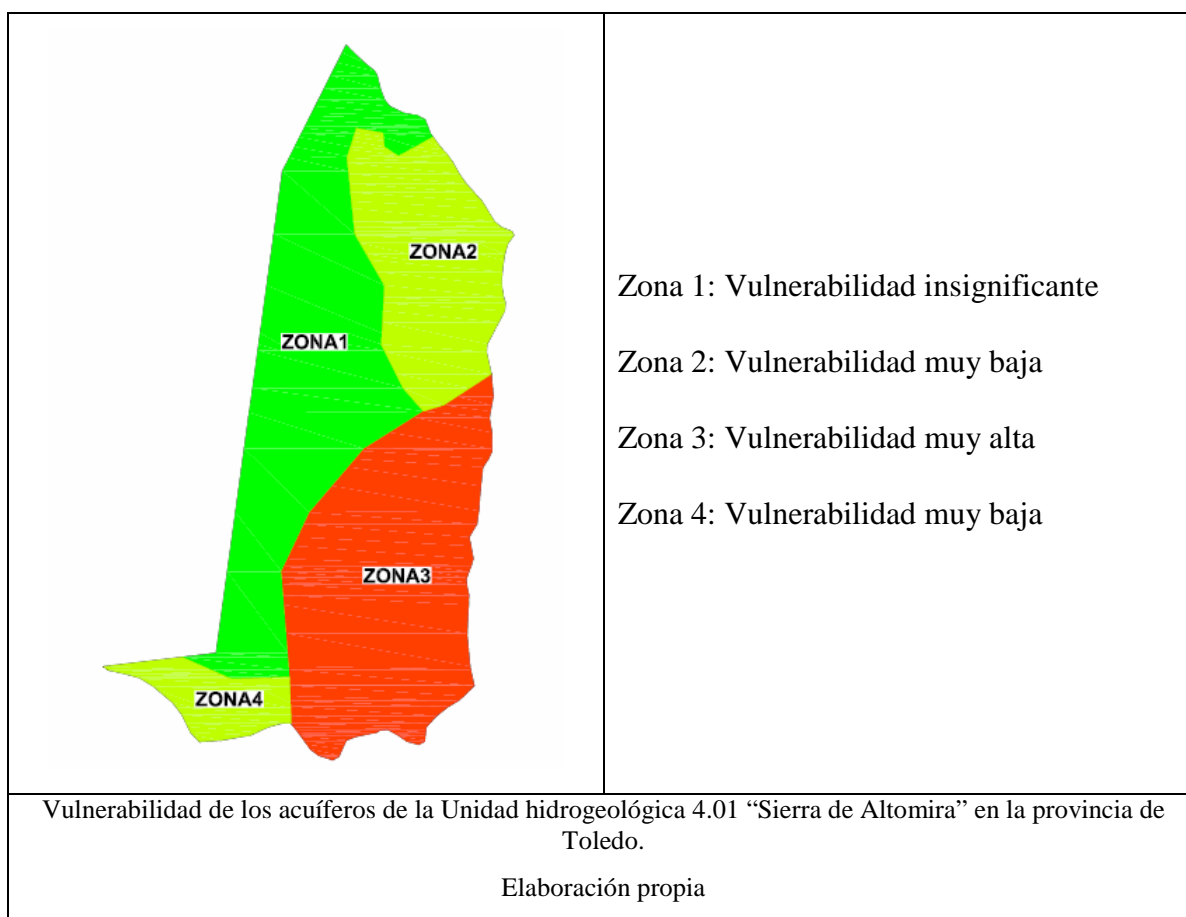 ZONA2
ZONA1
ZONA3
ZONA4
Zona 1: Vulnerabilidad insignificante
Zona 2: Vulnerabilidad muy baja
Zona 3: Vulnerabilidad muy alta
Zona 4: Vulnerabilidad muy baja
Vulnerabilidad de los acuíferos de la Unidad hidrogeológica 4.01 “Sierra de Altomira” en la provincia de
Toledo.
Elaboración propia